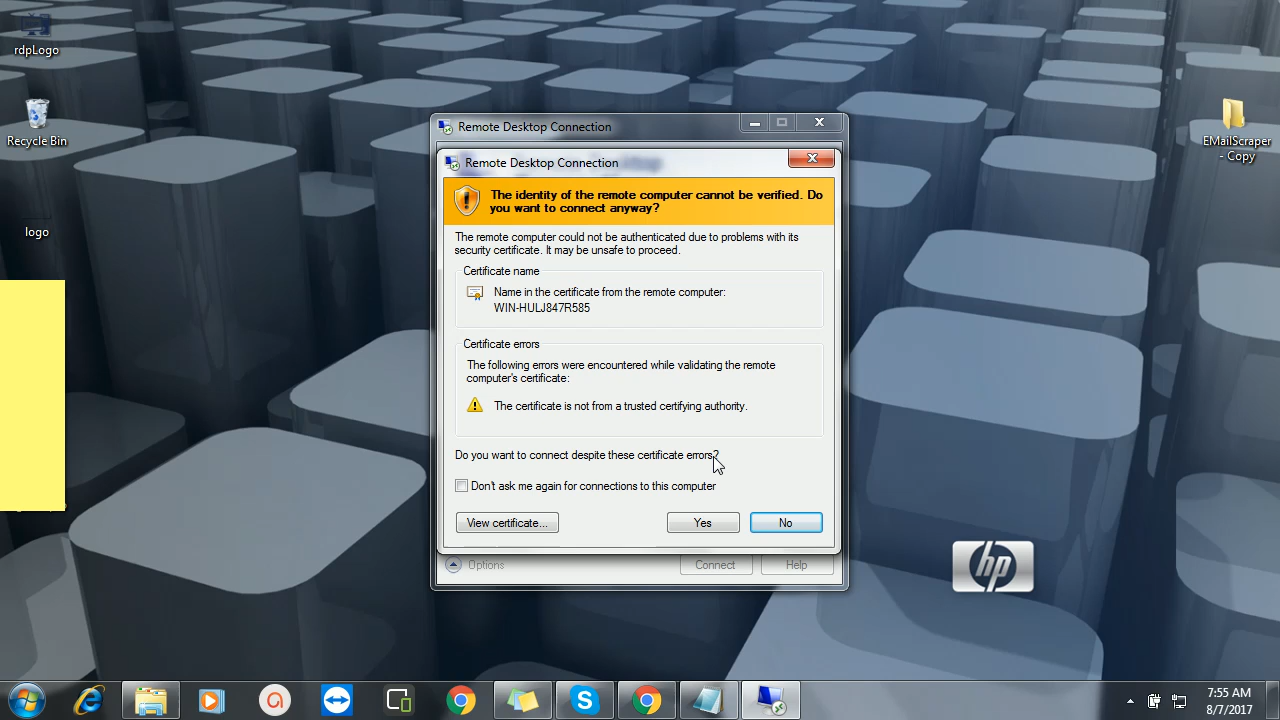 rdpLogo
Recycle Bin
logo
EMailScraper
- Copy
Remote Desktop Connection
Remote Desktop Connection
The identity of the remote computer cannot be verified. Do
you want to connect anyway?
The remote computer could not be authenticated due to problems with its
security certificate. It may be unsafe to proceed.
Certificate name
Name in the certificate from the remote computer:
WIN-HULJ847R585
Certificate errors
The following errors were encountered while validating the remote
computer's certificate:
The certificate is not from a trusted certifying authority.
Do you want to connect despite these certificate errors?
Don't ask me again for connections to this computer
View certificate...
Yes
No
Options
Connect
Help
hp
7:55 AM
8/7/2017